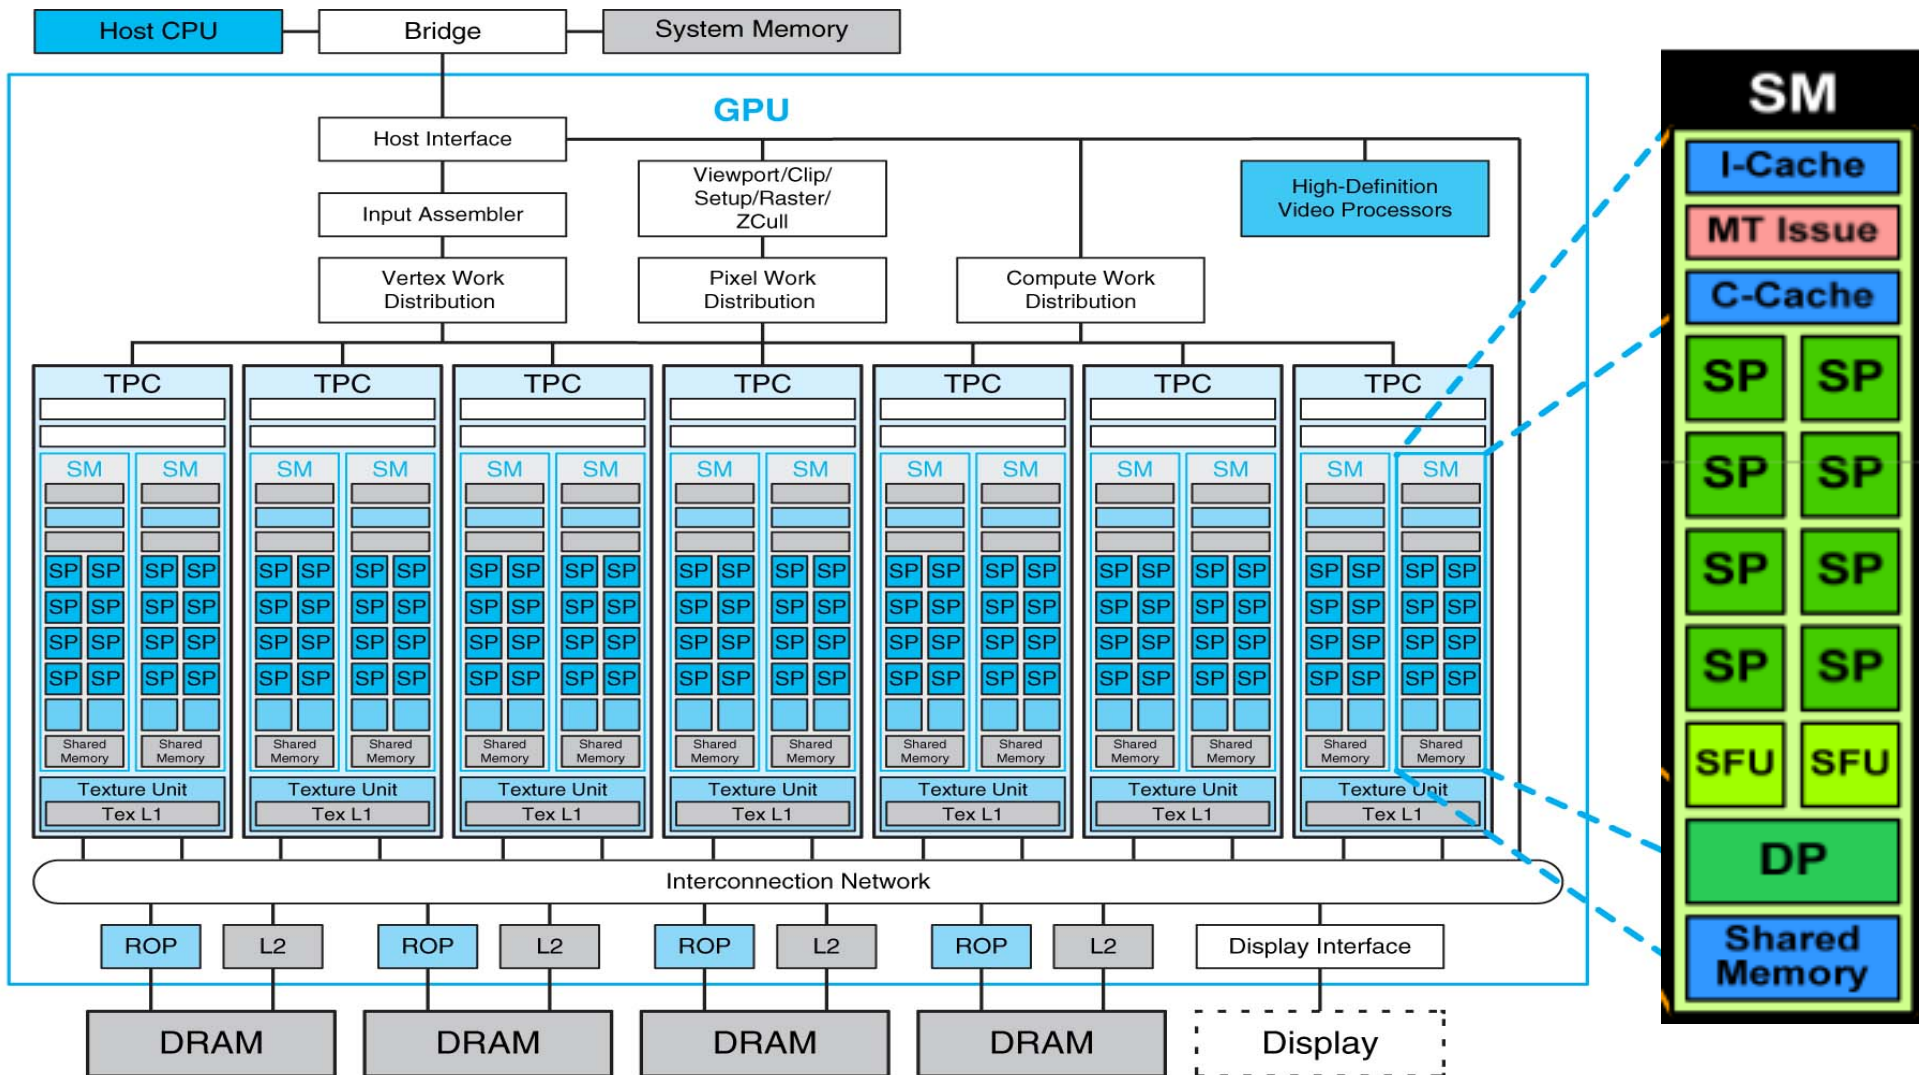 Host CPU
Bridge
System Memory
GPU
Host Interface
Viewport/Clip/
Setup/Raster/
ZCull
High-Definition
Video Processors
Input Assembler
Vertex Work
Distribution
Pixel Work
Distribution
Compute Work
Distribution
TPC TPC TPC TPC TPC TPC TPC
SM SM SM SM SM SM SM SM SM SM SM SM SM SM
SP SP SP SP SP SP SP SP SP SP SP SP SP SP SP SP SP SP SP SP SP SP SP SP SP SP SP SP
SP SP SP SP SP SP SP SP SP SP SP SP SP SP SP SP SP SP SP SP SP SP SP SP SP SP SP SP
SP SP SP SP SP SP SP SP SP SP SP SP SP SP SP SP SP SP SP SP SP SP SP SP SP SP SP SP
SP SP SP SP SP SP SP SP SP SP SP SP SP SP SP SP SP SP SP SP SP SP SP SP SP SP SP SP
Shared Shared Shared Shared Shared Shared Shared Shared Shared Shared Shared Shared Shared Shared
Memory Memory Memory Memory Memory Memory Memory Memory Memory Memory Memory Memory Memory Memory
Texture Unit Texture Unit Texture Unit Texture Unit Texture Unit Texture Unit Texture Unit
Tex L1 Tex L1 Tex L1 Tex L1 Tex L1 Tex L1 Tex L1
Interconnection Network
ROP L2 ROP L2 ROP L2 ROP L2 Display Interface
DRAM DRAM DRAM DRAM Display
SM
I-Cache
MT Issue
C-Cache
SP SP
SP SP
SP SP
SP SP
SFU SFU
DP
Shared
Memory